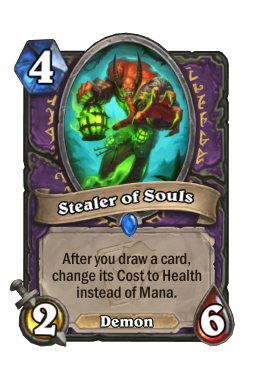 4
Stealer of Souls
After you draw a card,
change its Cost to Health
instead of Mana.
2
Demon
6